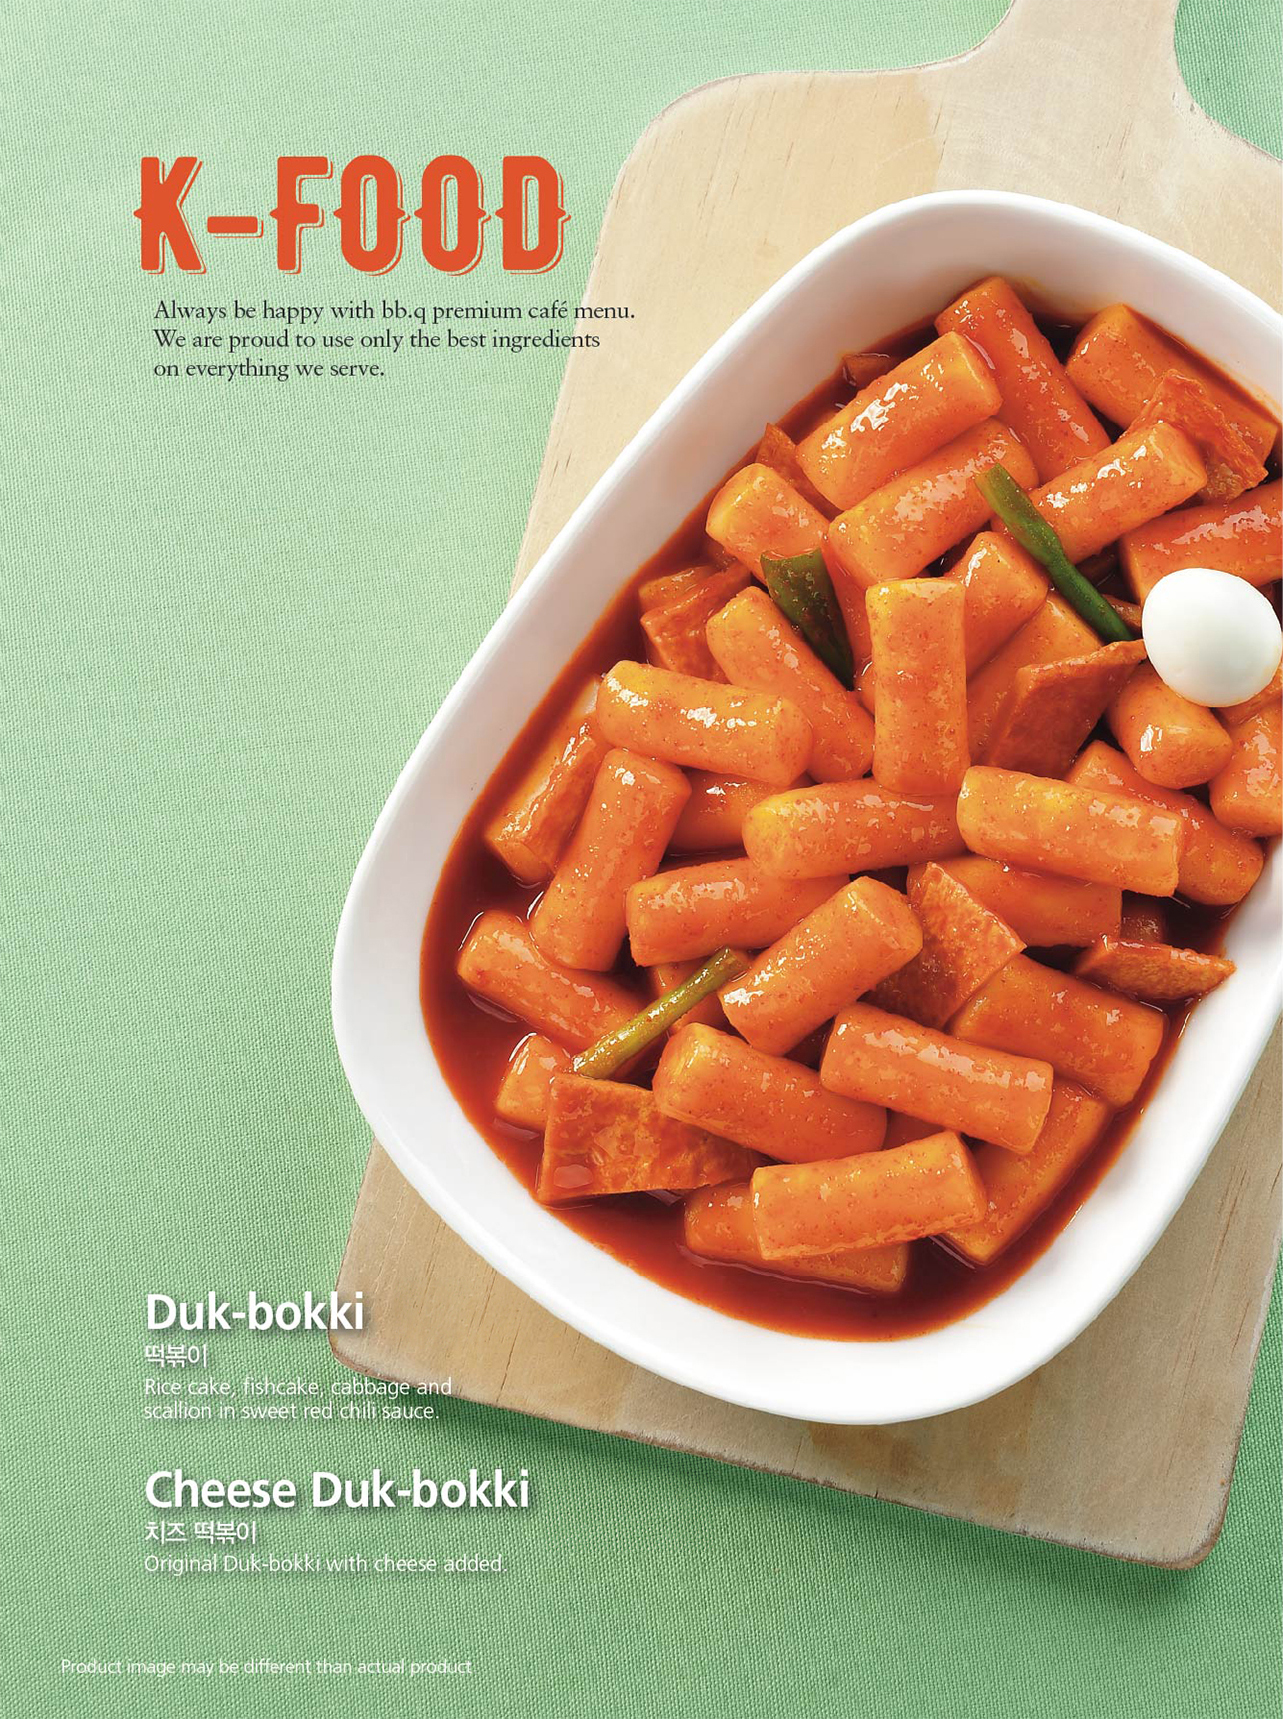 K-FOOD
Always be happy with bb.q premium café menu.
We are proud to use only the best ingredients
on everything we serve.
Duk-bokki
떡볶이
Rice cake, fishcake, cabbage and
scallion in sweet red chili sauce.
Cheese Duk-bokki
치즈 떡볶이
Original Duk-bokki with cheese added.
Product image may be different than actual product